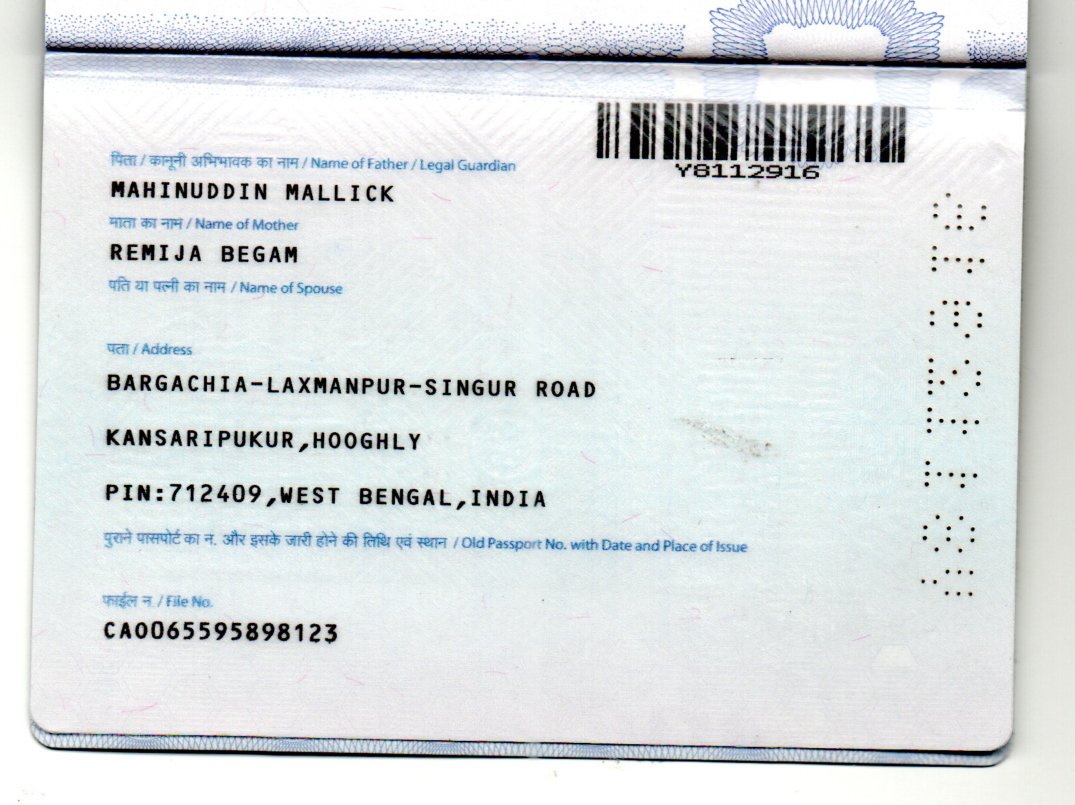 पिता / कानूनी अभिभावक का नाम / Name of Father / Legal Guardian
MAHINUDDIN MALLICK
माता का नाम / Name of Mother
REMIJA BEGAM
पति या पत्नी का नाम / Name of Spouse
पता / Address
BARGACHIA-LAXMANPUR-SINGUR ROAD
KANSARIPUKUR,HOOGHLY
PIN:712409,WEST BENGAL,INDIA
पुराने पासपोर्ट का नं. और इसके जारी होने की तिथि एवं स्थान / Old Passport No. with Date and Place of Issue
फाईल न. / File No.
CA0065595898123
Y8112916